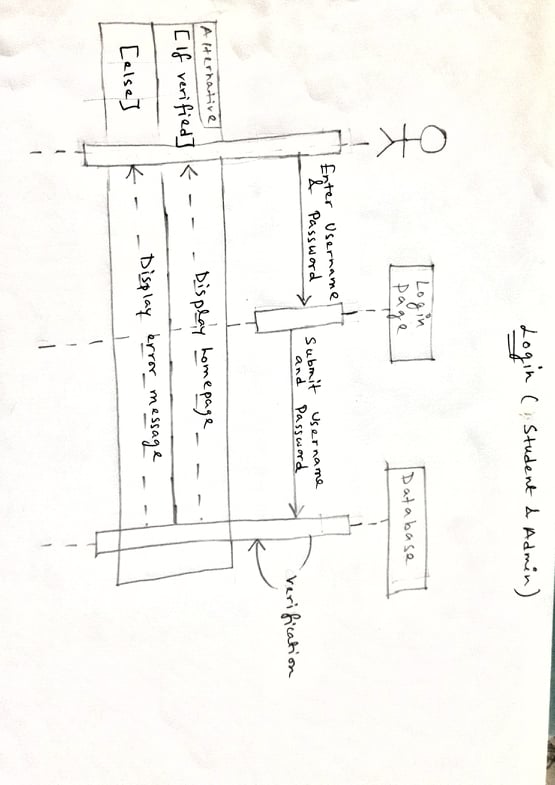 Login (Student & Admin)
Login
Page
Database
Enter Username
& Password
Submit Username
and Password
verification
Alternative
[If verified]
Display homepage
[else]
Display error message